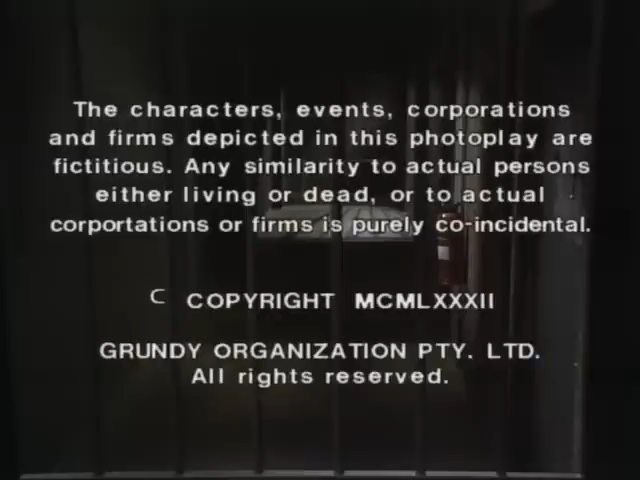 The characters, events, corporations
and firms depicted in this photoplay are
fictitious. Any similarity to actual persons
either living or dead, or to actual
corportations or firms is purely co-incidental.
C COPYRIGHT MCMLXXXII
GRUNDY ORGANIZATION PTY. LTD.
All rights reserved.